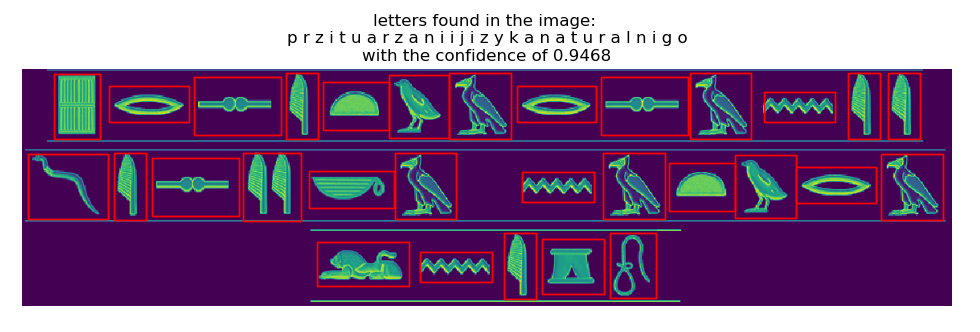 letters found in the image:
p r z i t u a r z a n i i j i z y k a n a t u r a l n i g o
with the confidence of 0.9468
𓊪 𓂋 𓊃 𓇋 𓏏 𓅱 𓄿 𓂋 𓊃 𓄿 𓈖 𓇋 𓇋
𓆓 𓇋 𓊃 𓇌 𓎡 𓄿 𓈖 𓄿 𓏏 𓅱 𓂋 𓄿
𓃭 𓈖 𓇋 𓎼 𓍯